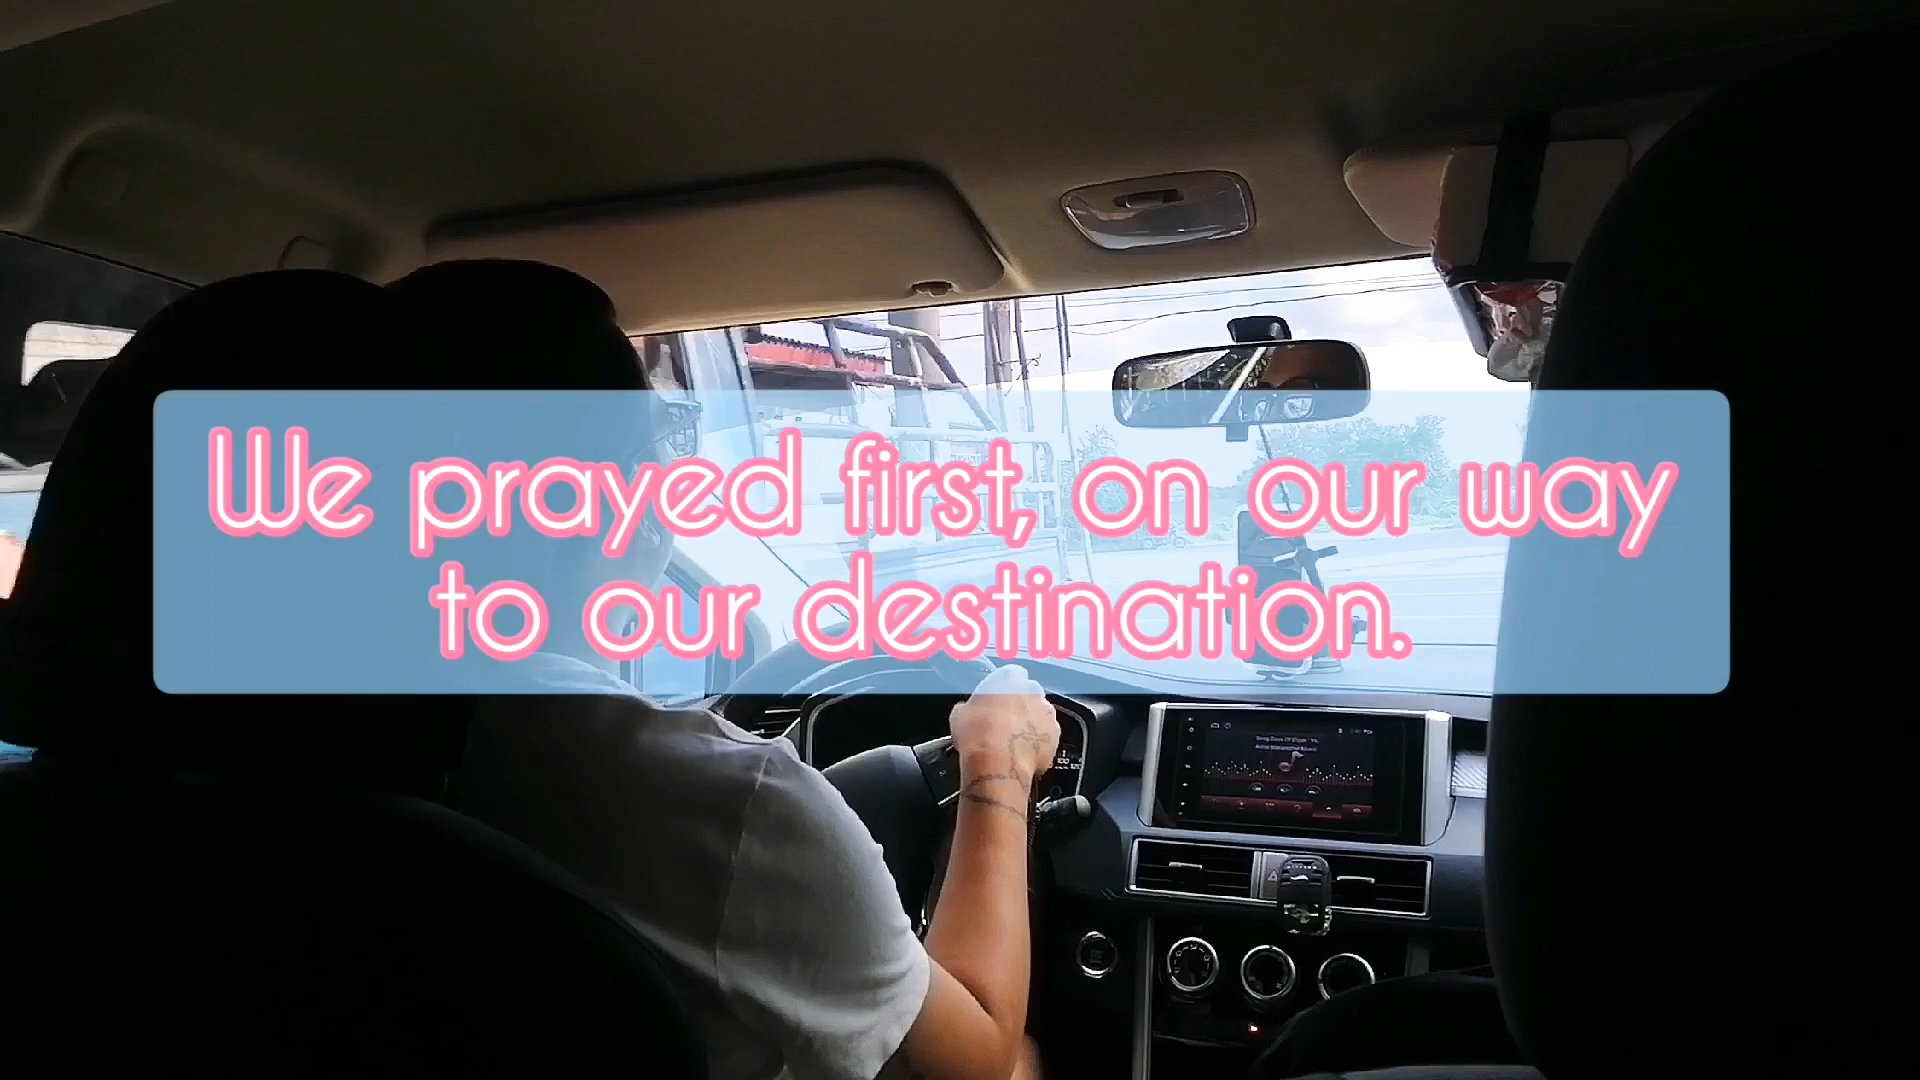 We prayed first, on our way
to our destination.